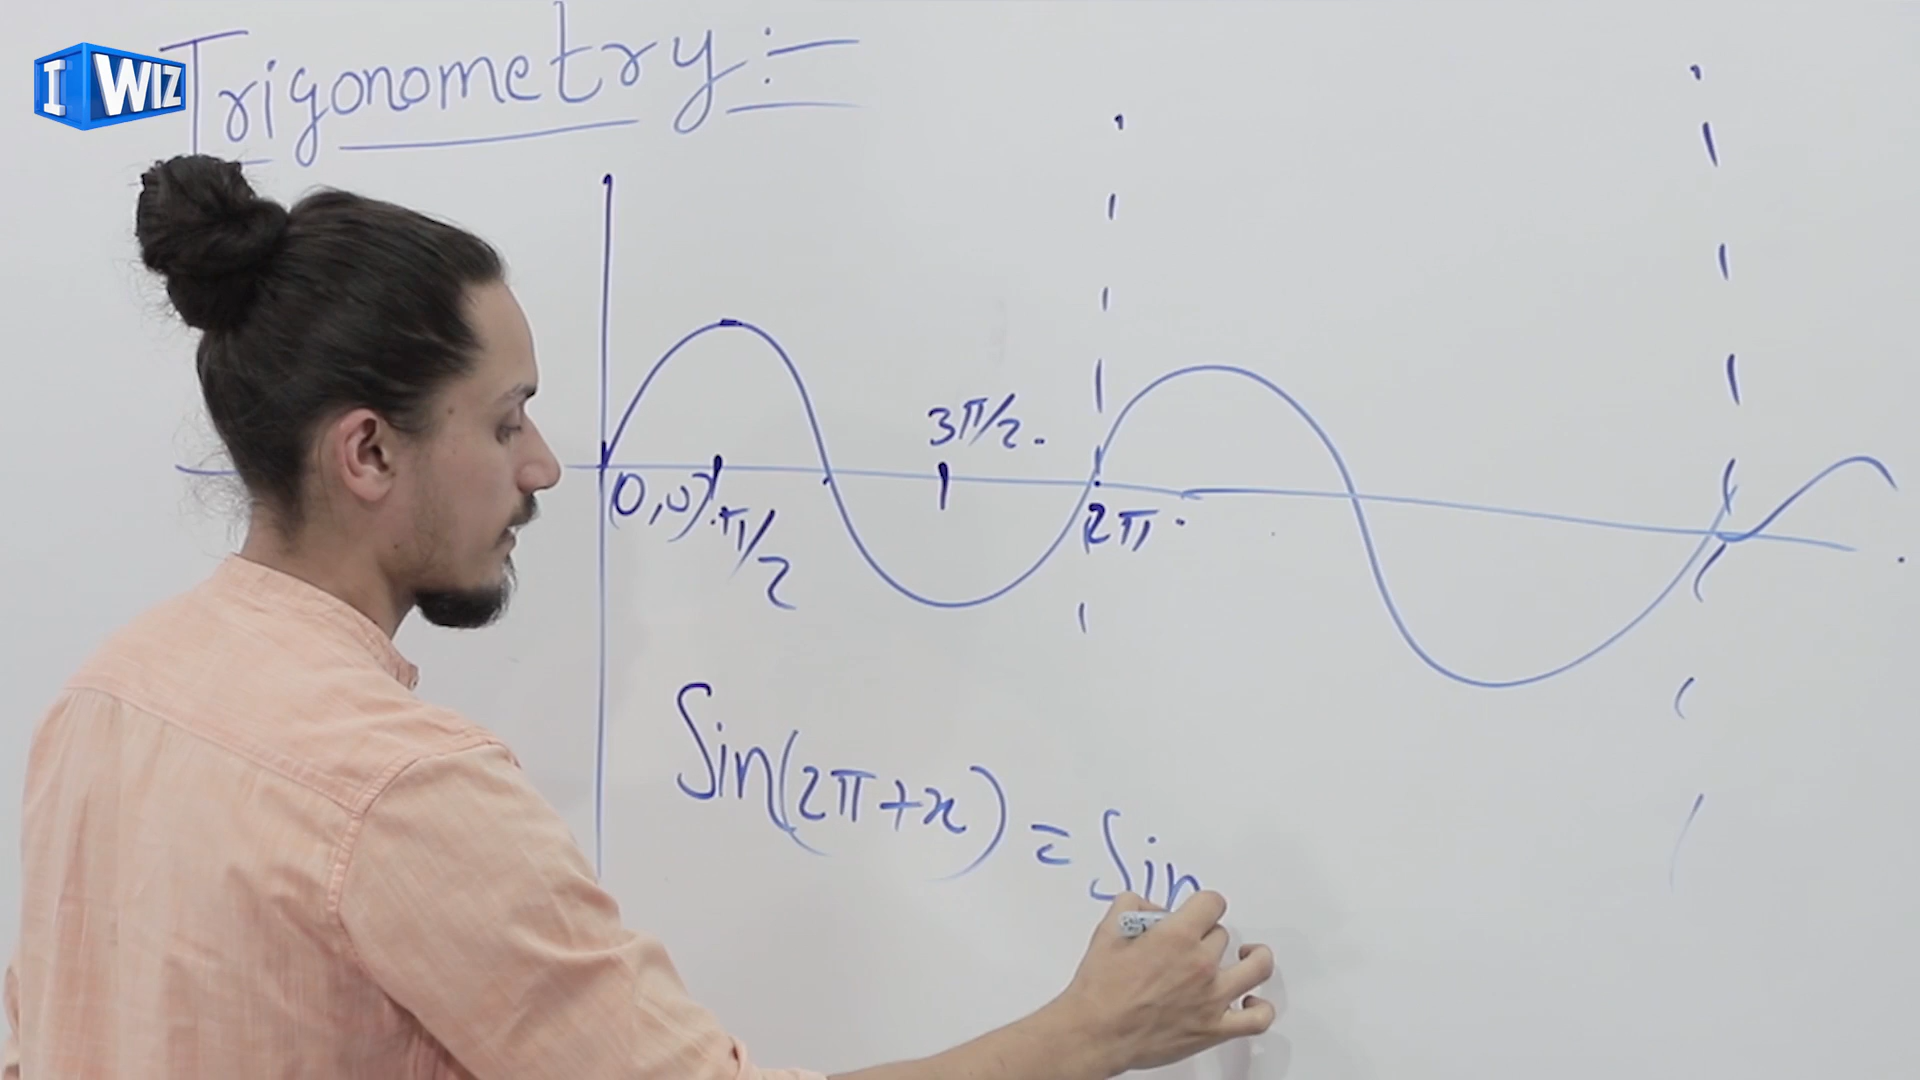 I WIZ
Trigonometry :-
3π/2.
(0,0) π/2
2π
Sin(2π+x) = Sin